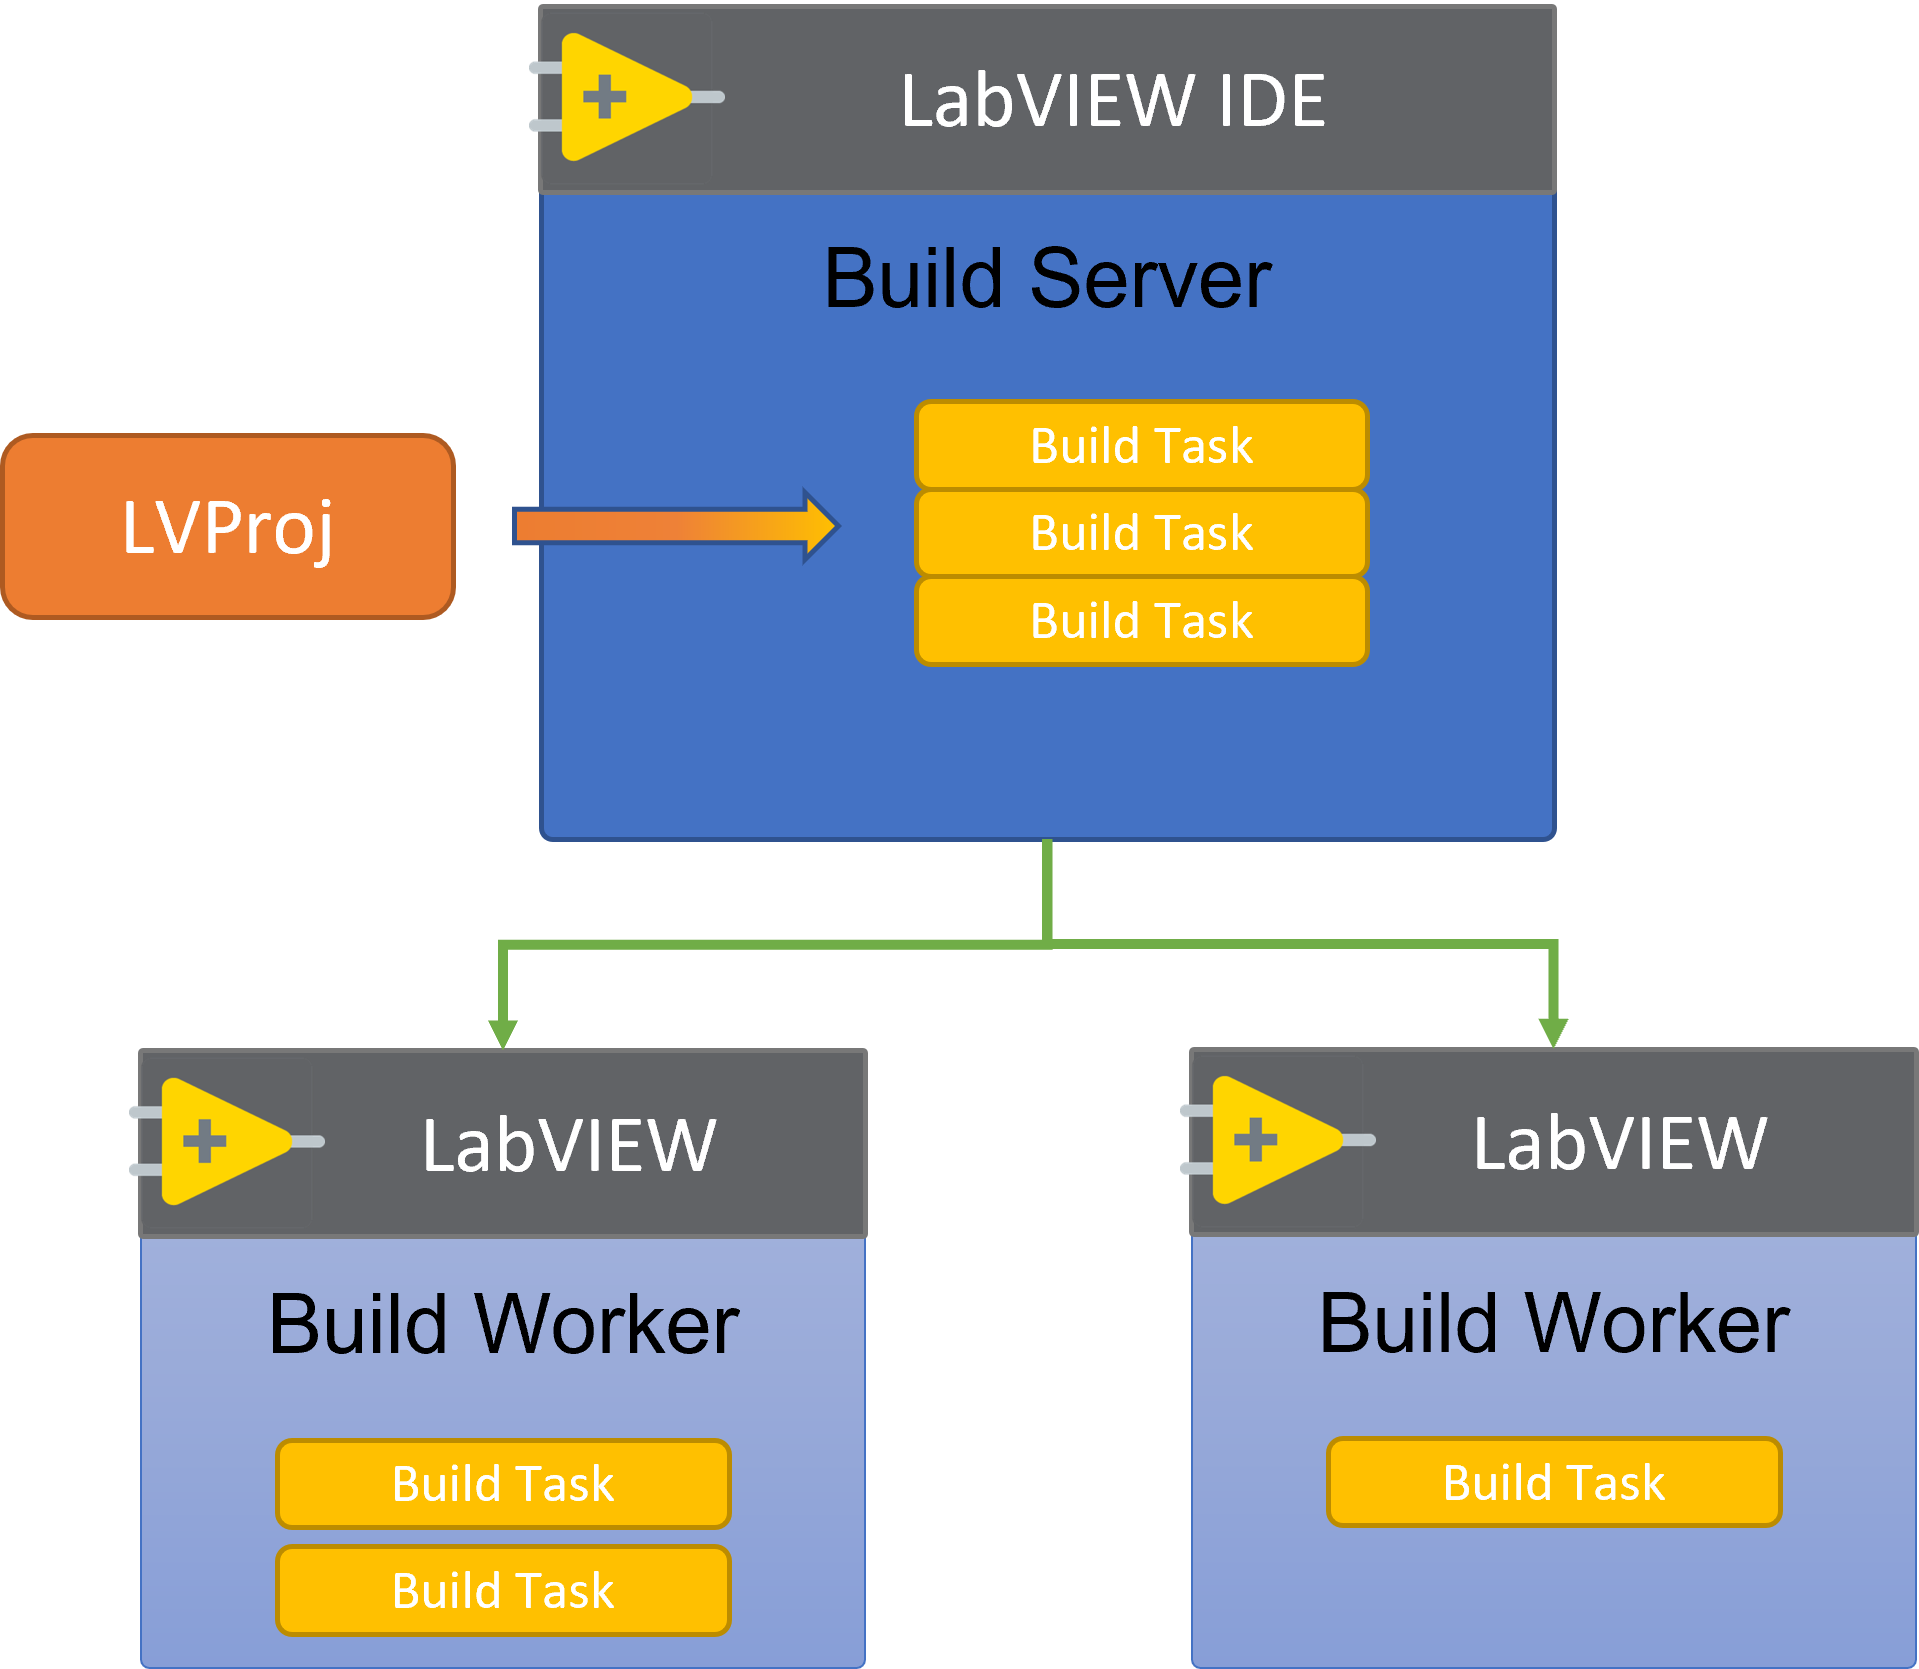 LabVIEW IDE
Build Server
Build Task
LVProj
Build Task
Build Task
LabVIEW
Build Worker
Build Task
Build Task
LabVIEW
Build Worker
Build Task